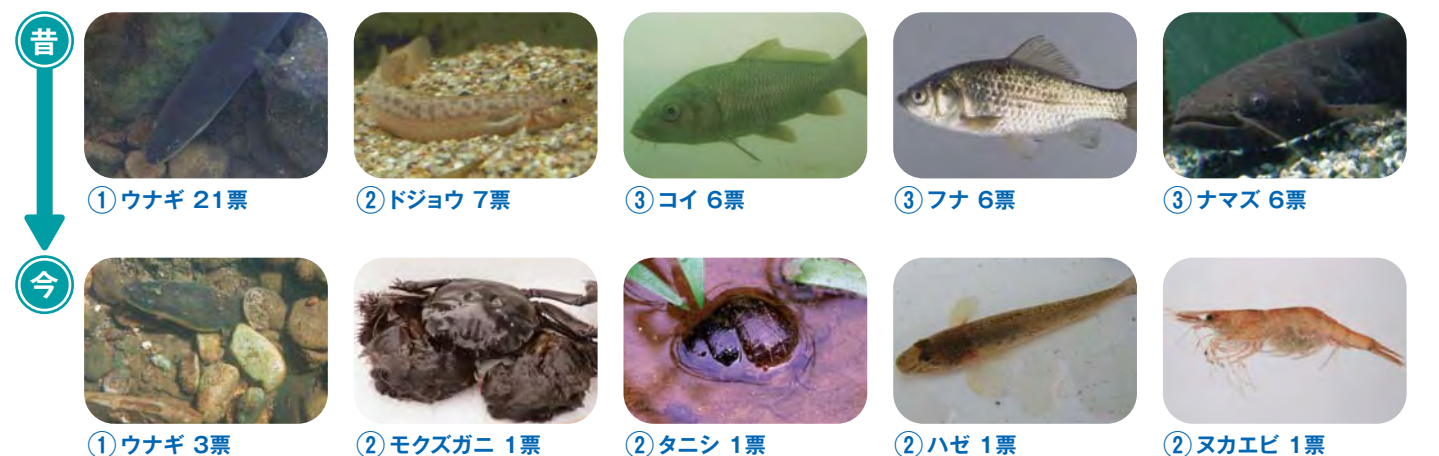 昔
①ウナギ 21票
②ドジョウ 7票
③コイ 6票
③フナ 6票
③ナマズ 6票
今
①ウナギ 3票
②モクズガニ 1票
②タニシ 1票
②ハゼ 1票
②ヌカエビ 1票